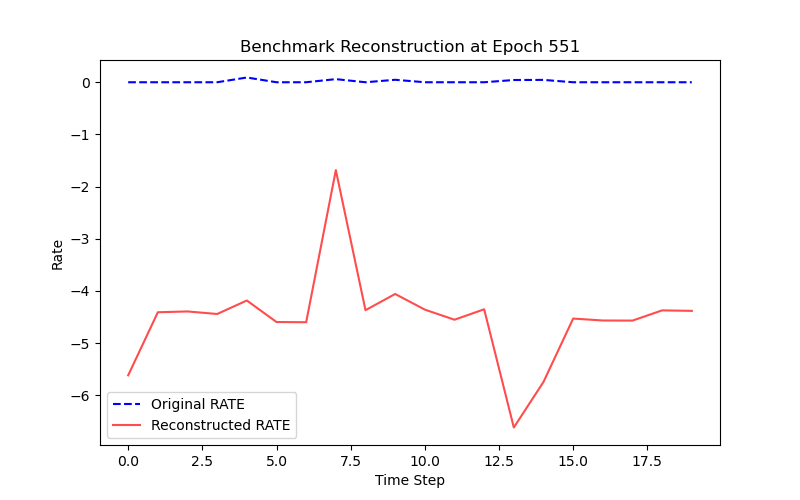 Benchmark Reconstruction at Epoch 551
Rate
0
−1
−2
−3
−4
−5
−6
Original RATE
Reconstructed RATE
0.0 2.5 5.0 7.5 10.0 12.5 15.0 17.5
Time Step